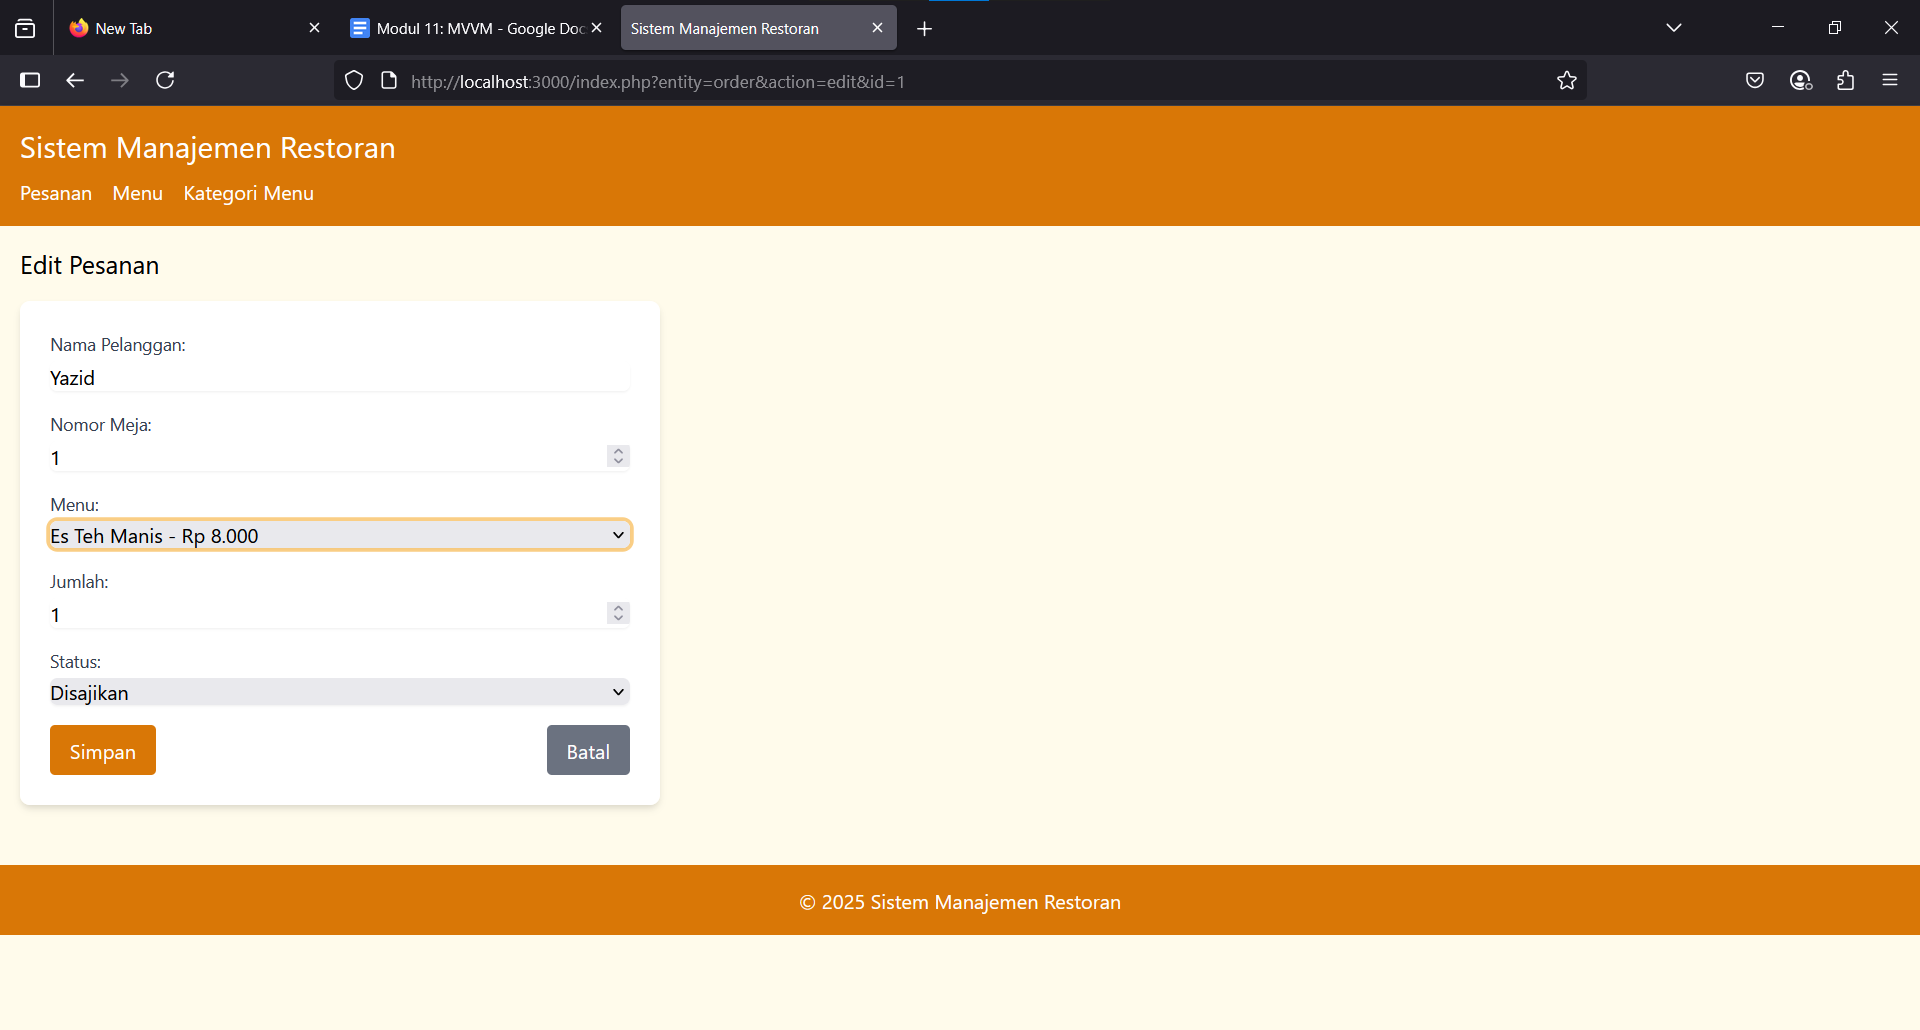 New Tab
Modul 11: MVVM - Google Doc
Sistem Manajemen Restoran
http://localhost:3000/index.php?entity=order&action=edit&id=1
Sistem Manajemen Restoran
Pesanan Menu Kategori Menu
Edit Pesanan
Nama Pelanggan:
Yazid
Nomor Meja:
1
Menu:
Es Teh Manis - Rp 8.000
Jumlah:
1
Status:
Disajikan
Simpan Batal
© 2025 Sistem Manajemen Restoran